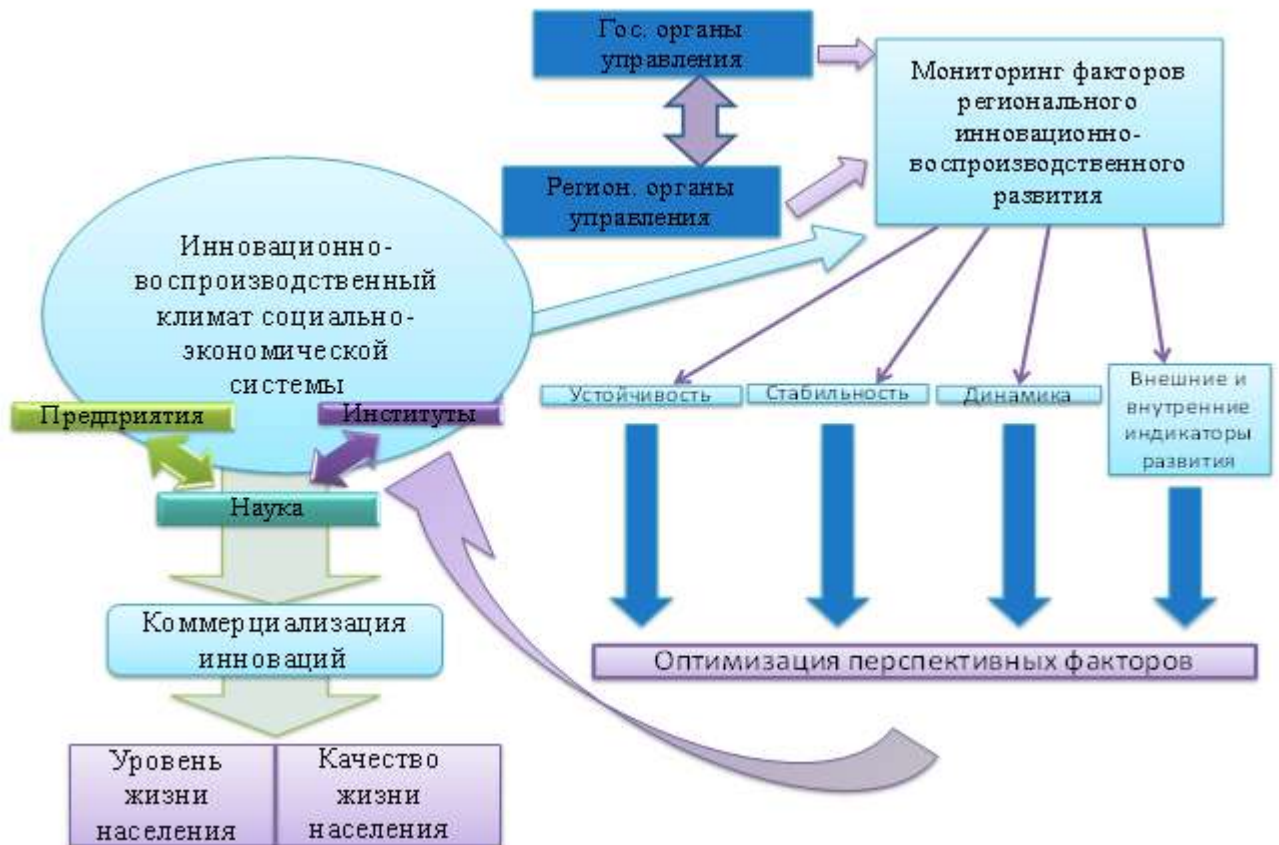 Гос. органы
управления
Мониторинг факторов
регионального
инновационно-
воспроизводственного
развития
Регион. органы
управления
Инновационно-
воспроизводственный
климат социально-
экономической
системы
Предприятия
Институты
Наука
Устойчивость
Стабильность
Динамика
Внешние и
внутренние
индикаторы
развития
Коммерциализация
инноваций
Оптимизация перспективных факторов
Уровень
жизни
населения
Качество
жизни
населения